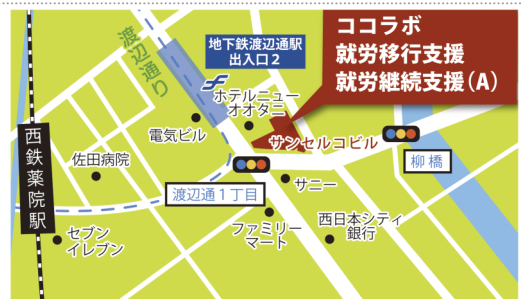 ココラボ
就労移行支援
就労継続支援(A)
渡辺通り
地下鉄渡辺通駅
出入口2
ホテルニュー
オオタニ
電気ビル
サンセルコビル
西鉄薬院駅
佐田病院
柳橋
渡辺通1丁目
サニー
ファミリー
マート
西日本シティ
銀行
セブン
イレブン